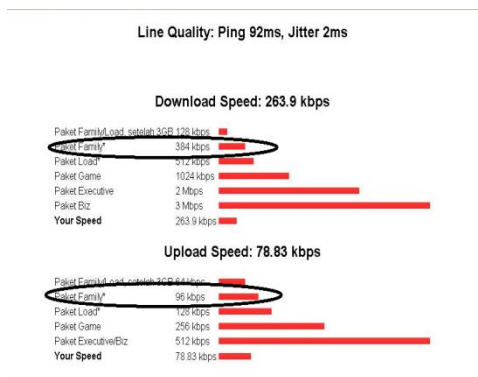 Line Quality: Ping 92ms, Jitter 2ms
Download Speed: 263.9 kbps
Paket Family/Load, setelah 3GB 128 kbps
Paket Family* 384 kbps
Paket Load* 512 kbps
Paket Game 1024 kbps
Paket Executive 2 Mbps
Paket Biz 3 Mbps
Your Speed 263.9 kbps
Upload Speed: 78.83 kbps
Paket Family/Load, setelah 3GB 64 kbps
Paket Family* 96 kbps
Paket Load* 128 kbps
Paket Game 256 kbps
Paket Executive/Biz 512 kbps
Your Speed 78.83 kbps